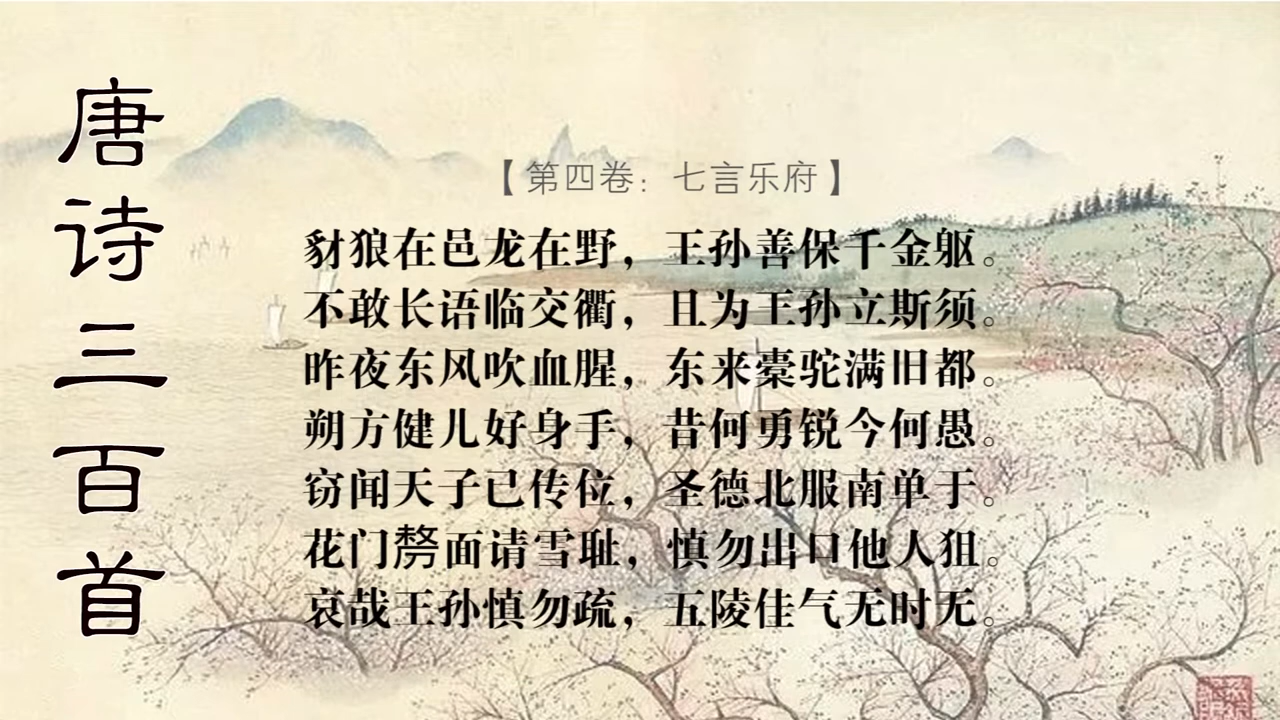 唐诗三百首
【第四卷：七言乐府】
豺狼在邑龙在野，王孙善保千金躯。
不敢长语临交衢，且为王孙立斯须。
昨夜东风吹血腥，东来橐驼满旧都。
朔方健儿好身手，昔何勇锐今何愚。
窃闻天子已传位，圣德北服南单于。
花门剺面请雪耻，慎勿出口他人狙。
哀哉王孙慎勿疏，五陵佳气无时无。